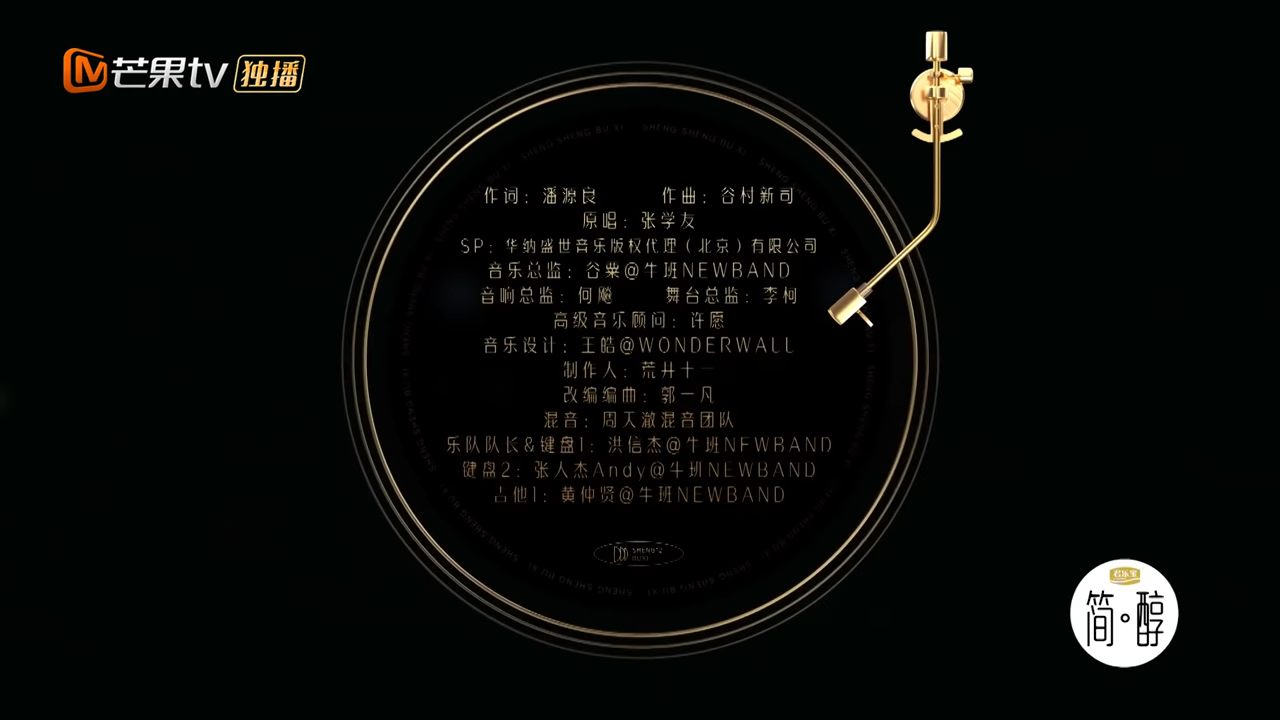 芒果tv 独播
作词：潘源良 作曲：谷村新司
原唱：张学友
SP：华纳盛世音乐版权代理（北京）有限公司
音乐总监：谷粟@牛班NEWBAND
音响总监：何飚 舞台总监：李柯
高级音乐顾问：许愿
音乐设计：王皓@WONDERWALL
制作人：荒井十一
改编编曲：郭一凡
混音：周天澈混音团队
乐队队长&键盘1：洪信杰@牛班NEWBAND
键盘2：张人杰Andy@牛班NEWBAND
吉他1：黄仲贤@牛班NEWBAND
SHENG SHENG BU XI
君乐宝
简醇